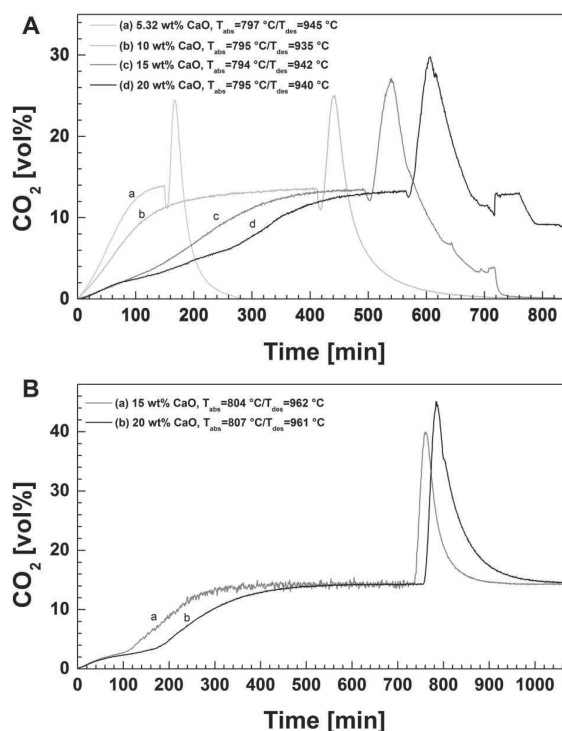 A
(a) 5.32 wt% CaO, Tabs=797 °C/Tdes=945 °C
(b) 10 wt% CaO, Tabs=795 °C/Tdes=935 °C
(c) 15 wt% CaO, Tabs=794 °C/Tdes=942 °C
(d) 20 wt% CaO, Tabs=795 °C/Tdes=940 °C
CO2 [vol%]
30
20
10
0
a
b
c
d
0 100 200 300 400 500 600 700 800
Time [min]
B
(a) 15 wt% CaO, Tabs=804 °C/Tdes=962 °C
(b) 20 wt% CaO, Tabs=807 °C/Tdes=961 °C
CO2 [vol%]
40
30
20
10
0
a
b
0 100 200 300 400 500 600 700 800 900 1000
Time [min]